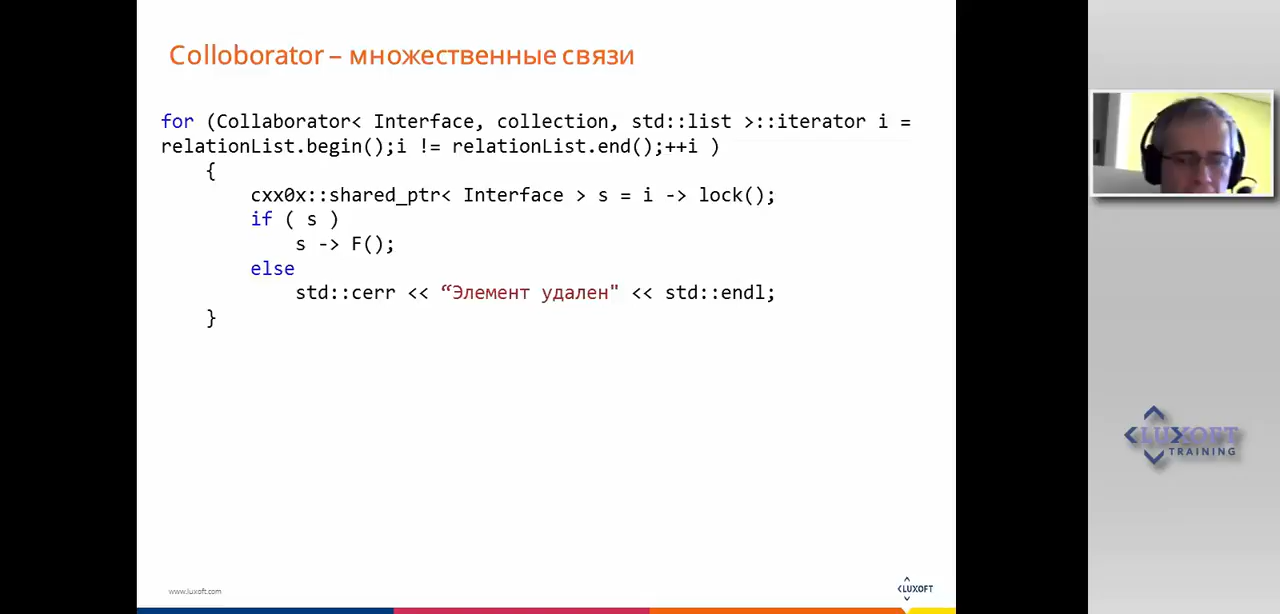 Colloborator – множественные связи
for (Collaborator< Interface, collection, std::list >::iterator i =
relationList.begin();i != relationList.end();++i )
{
cxx0x::shared_ptr< Interface > s = i -> lock();
if ( s )
s -> F();
else
std::cerr << “Элемент удален" << std::endl;
}
www.luxoft.com
LUXOFT
LUXOFT
TRAINING